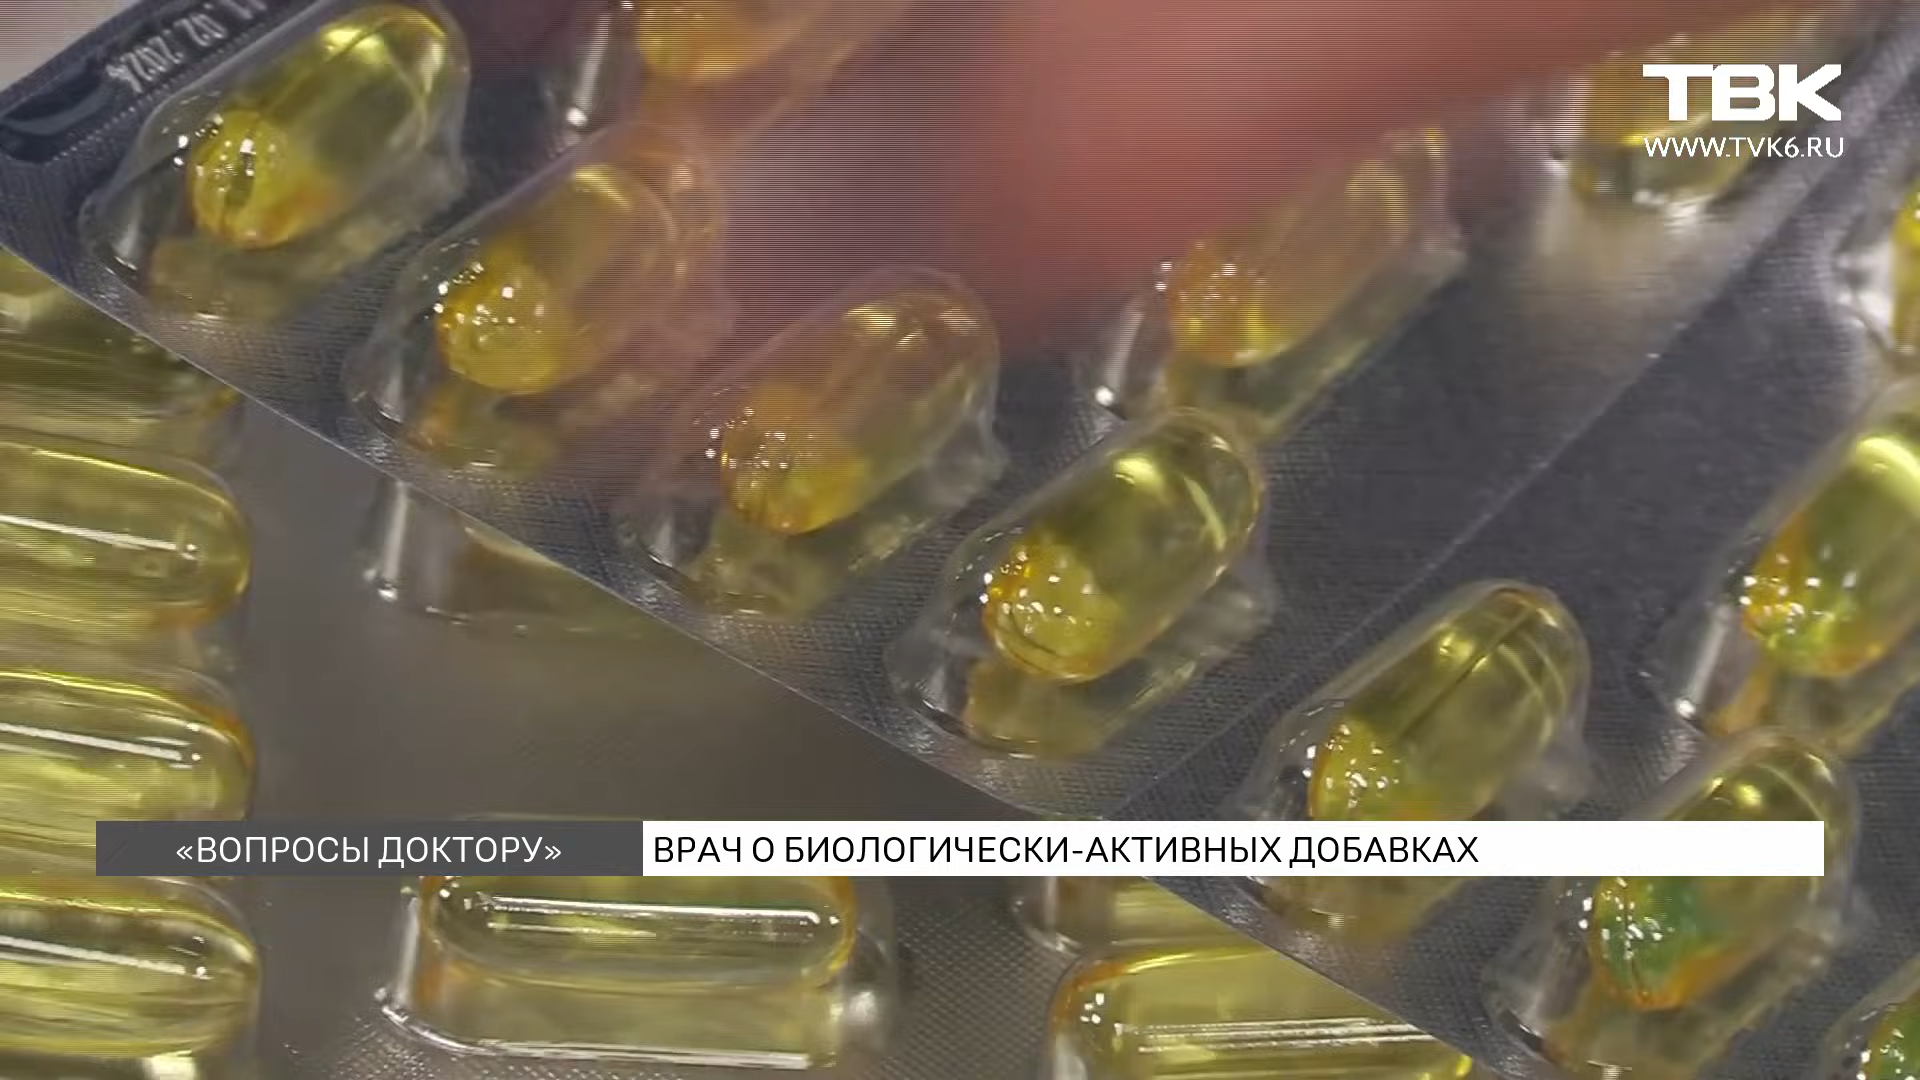 ТВК
WWW.TVK6.RU
«ВОПРОСЫ ДОКТОРУ»
ВРАЧ О БИОЛОГИЧЕСКИ-АКТИВНЫХ ДОБАВКАХ